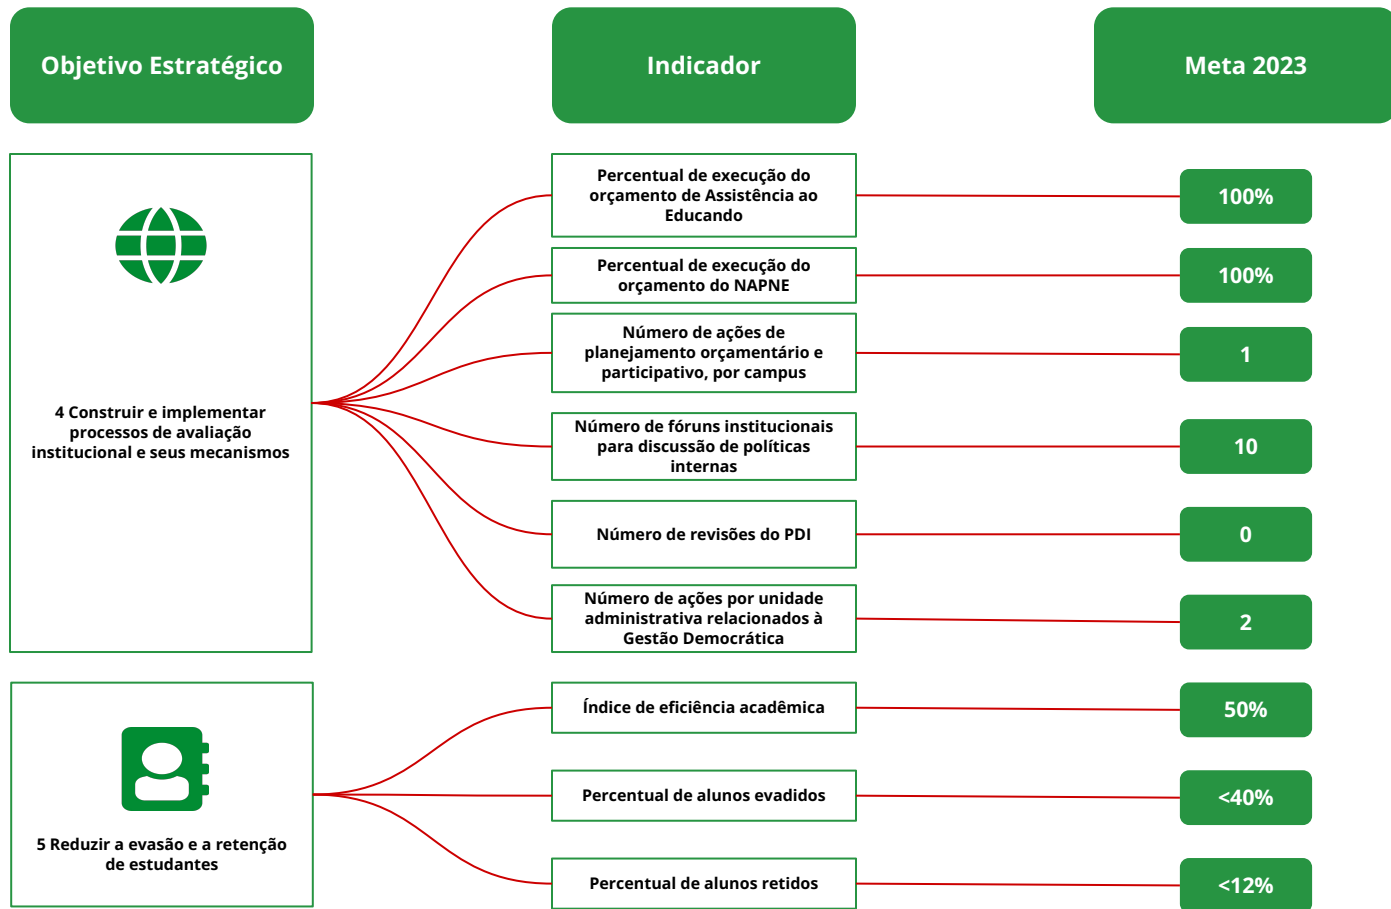 Objetivo Estratégico
Indicador
Meta 2023
4 Construir e implementar
processos de avaliação
institucional e seus mecanismos
Percentual de execução do
orçamento de Assistência ao
Educando
100%
Percentual de execução do
orçamento do NAPNE
100%
Número de ações de
planejamento orçamentário e
participativo, por campus
1
Número de fóruns institucionais
para discussão de políticas
internas
10
Número de revisões do PDI
0
Número de ações por unidade
administrativa relacionados à
Gestão Democrática
2
5 Reduzir a evasão e a retenção
de estudantes
Índice de eficiência acadêmica
50%
Percentual de alunos evadidos
<40%
Percentual de alunos retidos
<12%